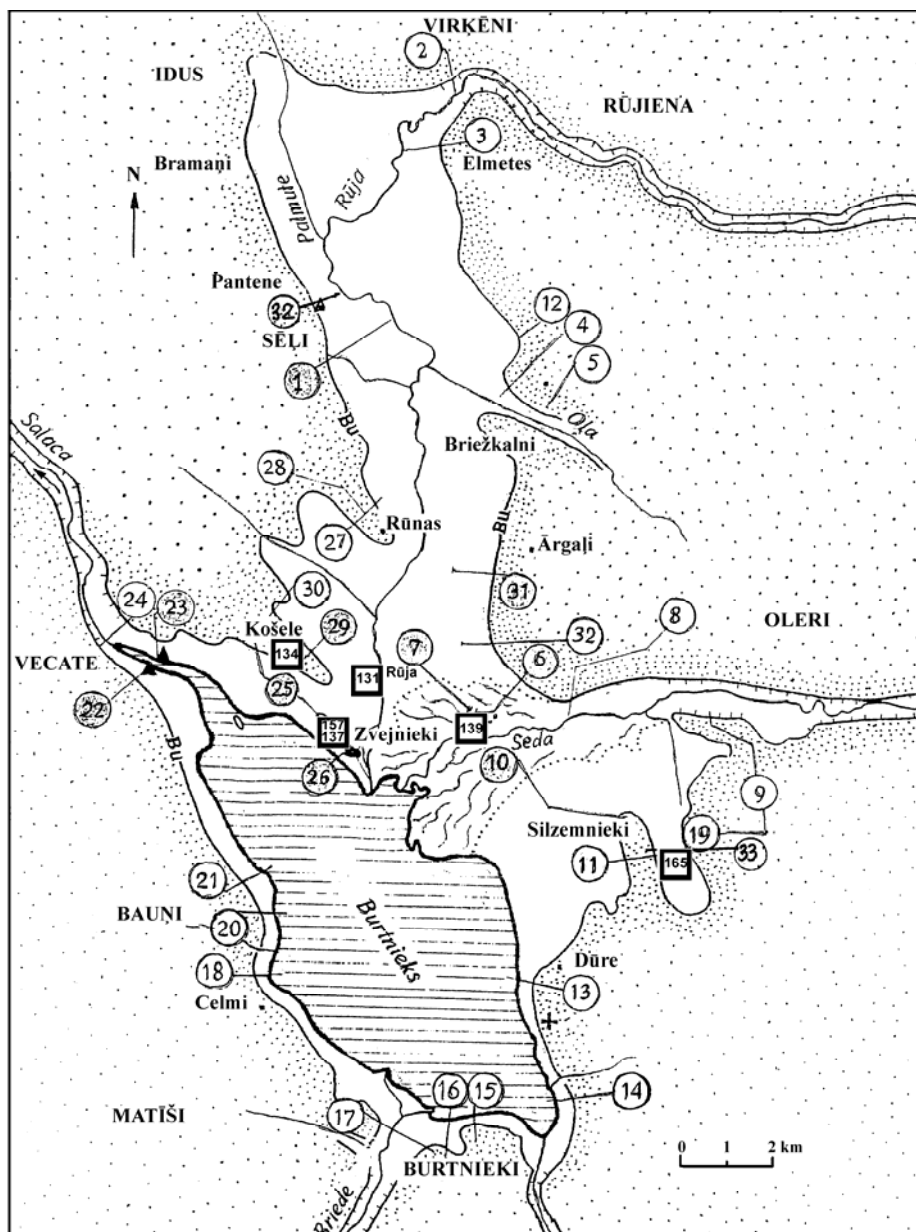 VIRĶĒNI
2
IDUS
RŪJIENA
3
Elmetes
Bramaņi
N
Palmute
Rūja
Pantene
32
SĒĻI
12
4
5
1
Oļa
Salaca
Bu
Briežkalni
28
Rūnas
Bu
Ārgaļi
27
30
31
24
23
OLERI
Košele
29
32
8
134
7
6
VECATE
25
131
Rūja
22
157
137
Zvejnieki
139
Seda
Bu
26
10
9
Silzemnieki
19
11
165
33
21
BAUŅI
20
Burtnieks
Dūre
18
13
Celmi
16
15
14
MATĪŠI
17
0 1 2 km
BURTNIEKI
Briede